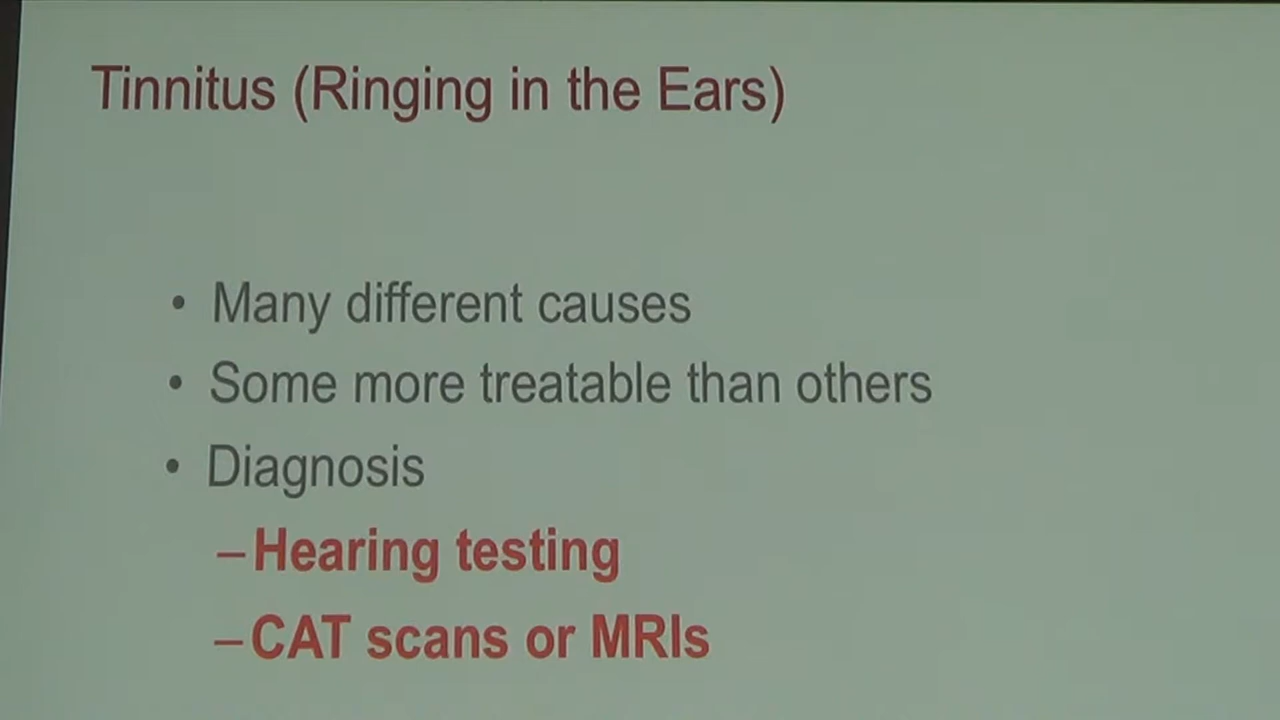 Tinnitus (Ringing in the Ears)
• Many different causes
• Some more treatable than others
• Diagnosis
– Hearing testing
– CAT scans or MRIs